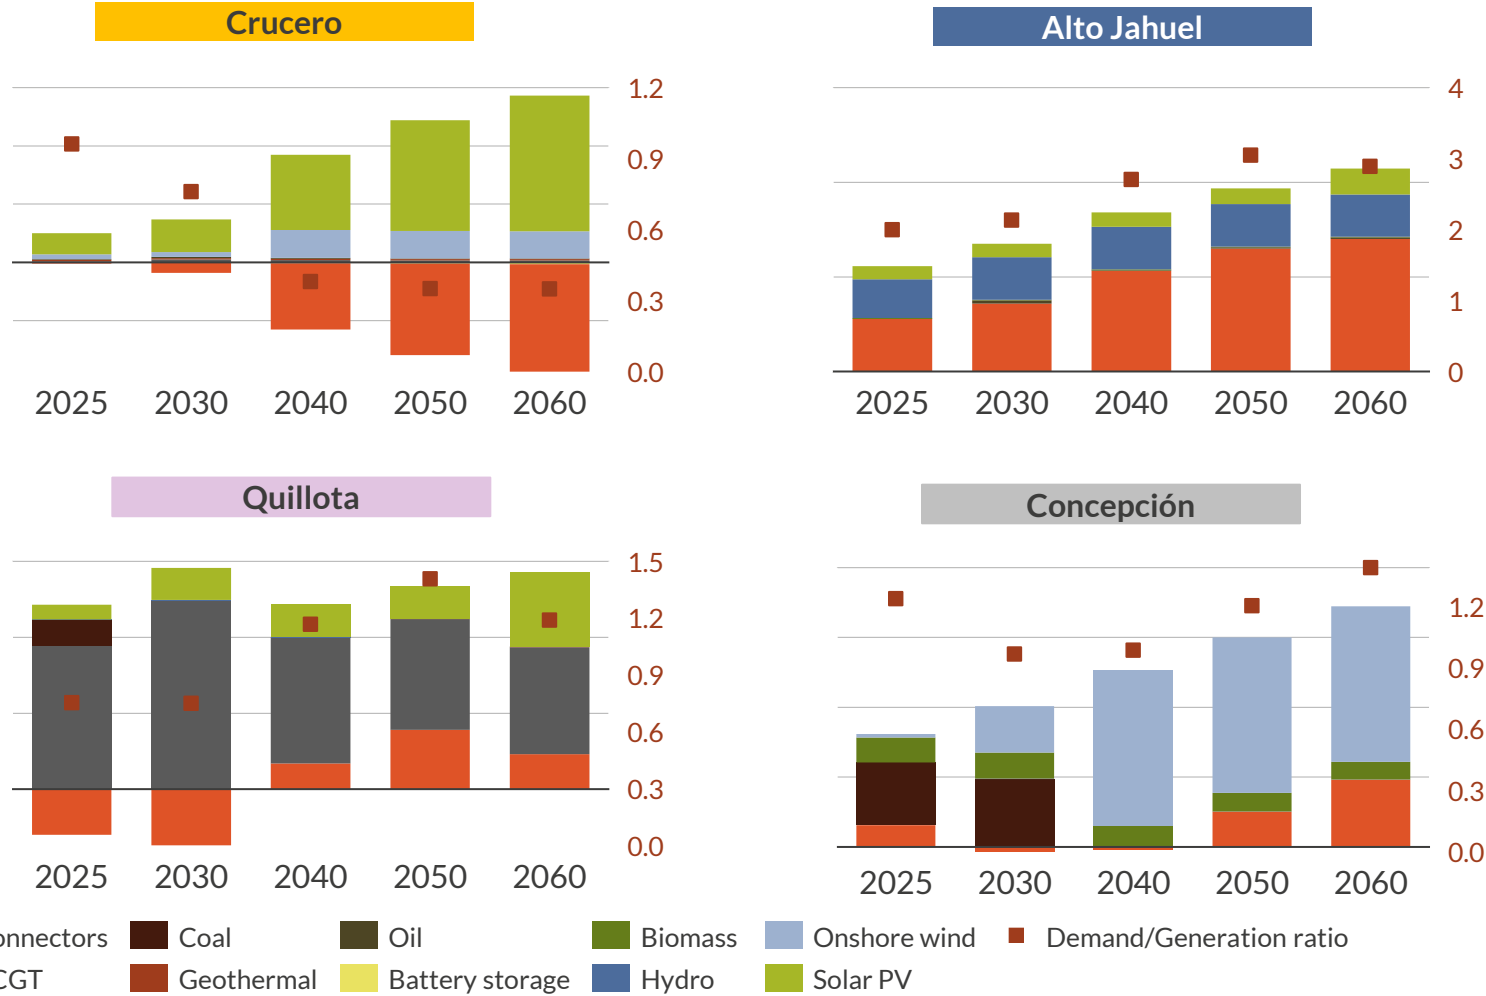 Crucero
Alto Jahuel
1.2
0.9
0.6
0.3
0.0
4
3
2
1
0
2025 2030 2040 2050 2060
2025 2030 2040 2050 2060
Quillota
Concepción
1.5
1.2
0.9
0.6
0.3
0.0
1.2
0.9
0.6
0.3
0.0
2025 2030 2040 2050 2060
2025 2030 2040 2050 2060
onnectors Coal Oil Biomass Onshore wind Demand/Generation ratio
CGT Geothermal Battery storage Hydro Solar PV